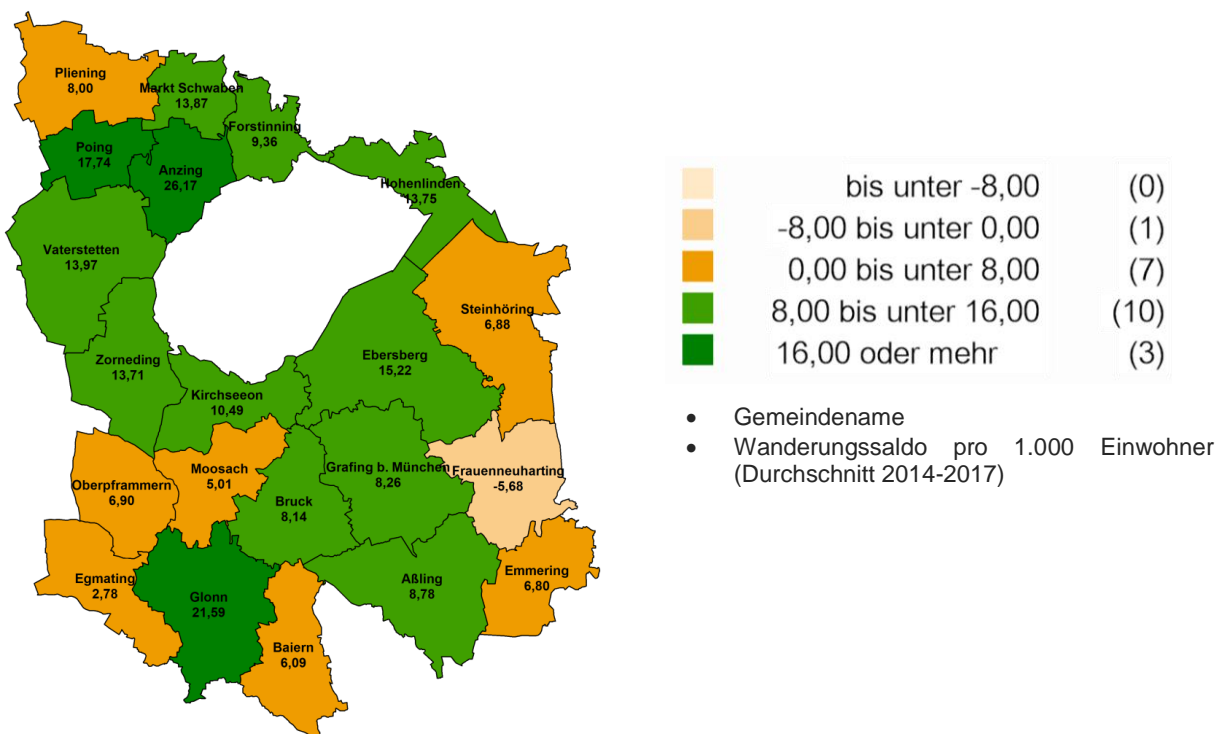 Pliening
8,00
Markt Schwaben
13,87
Forstinning
9,36
Poing
17,74
Anzing
26,17
Hohenlinden
13,75
Vaterstetten
13,97
Steinhöring
6,88
Zorneding
13,71
Ebersberg
15,22
Kirchseeon
10,49
Moosach
5,01
Grafing b. München
8,26
Frauenneuharting
-5,68
Oberpframmern
6,90
Bruck
8,14
Egmating
2,78
Glonn
21,59
Aßling
8,78
Emmering
6,80
Baiern
6,09
bis unter -8,00 (0)
-8,00 bis unter 0,00 (1)
0,00 bis unter 8,00 (7)
8,00 bis unter 16,00 (10)
16,00 oder mehr (3)
• Gemeindename
• Wanderungssaldo pro 1.000 Einwohner
(Durchschnitt 2014-2017)